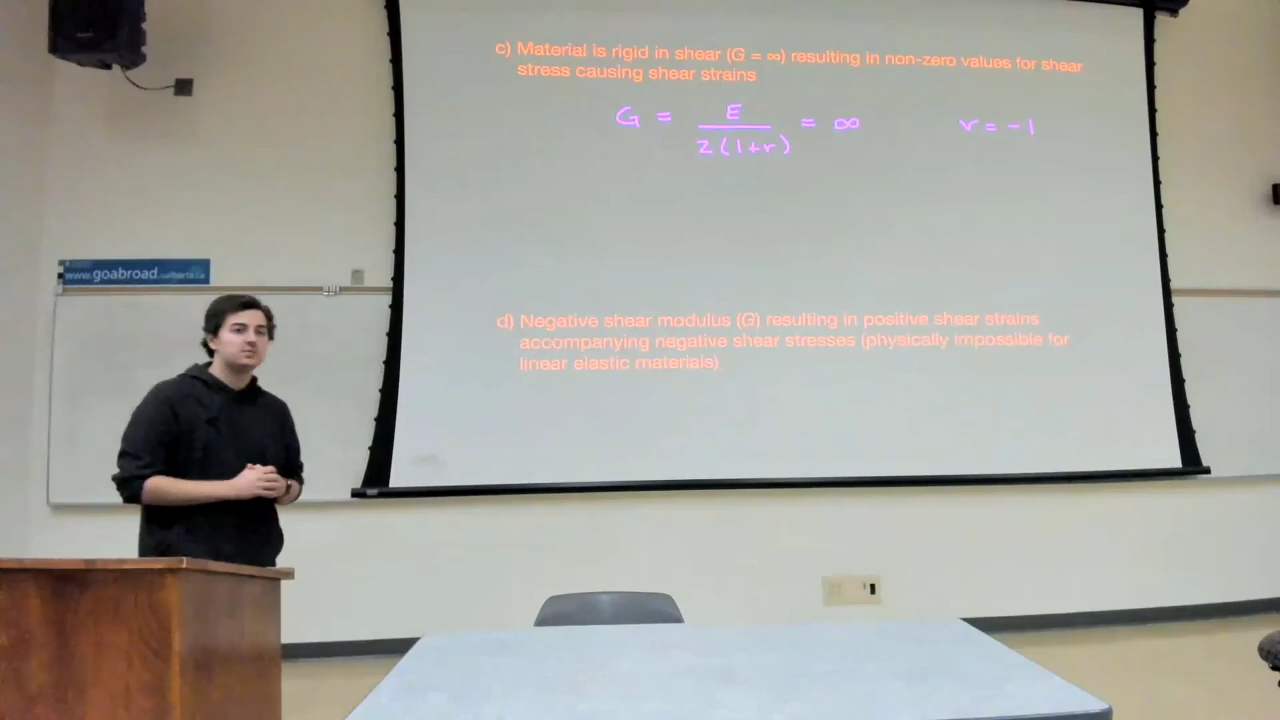 c) Material is rigid in shear (G = ∞) resulting in non-zero values for shear
stress causing shear strains
G = E / 2(1+ν) = ∞
ν = -1
www.goabroad.ualberta.ca
d) Negative shear modulus (G) resulting in positive shear strains
accompanying negative shear stresses (physically impossible for
linear elastic materials)